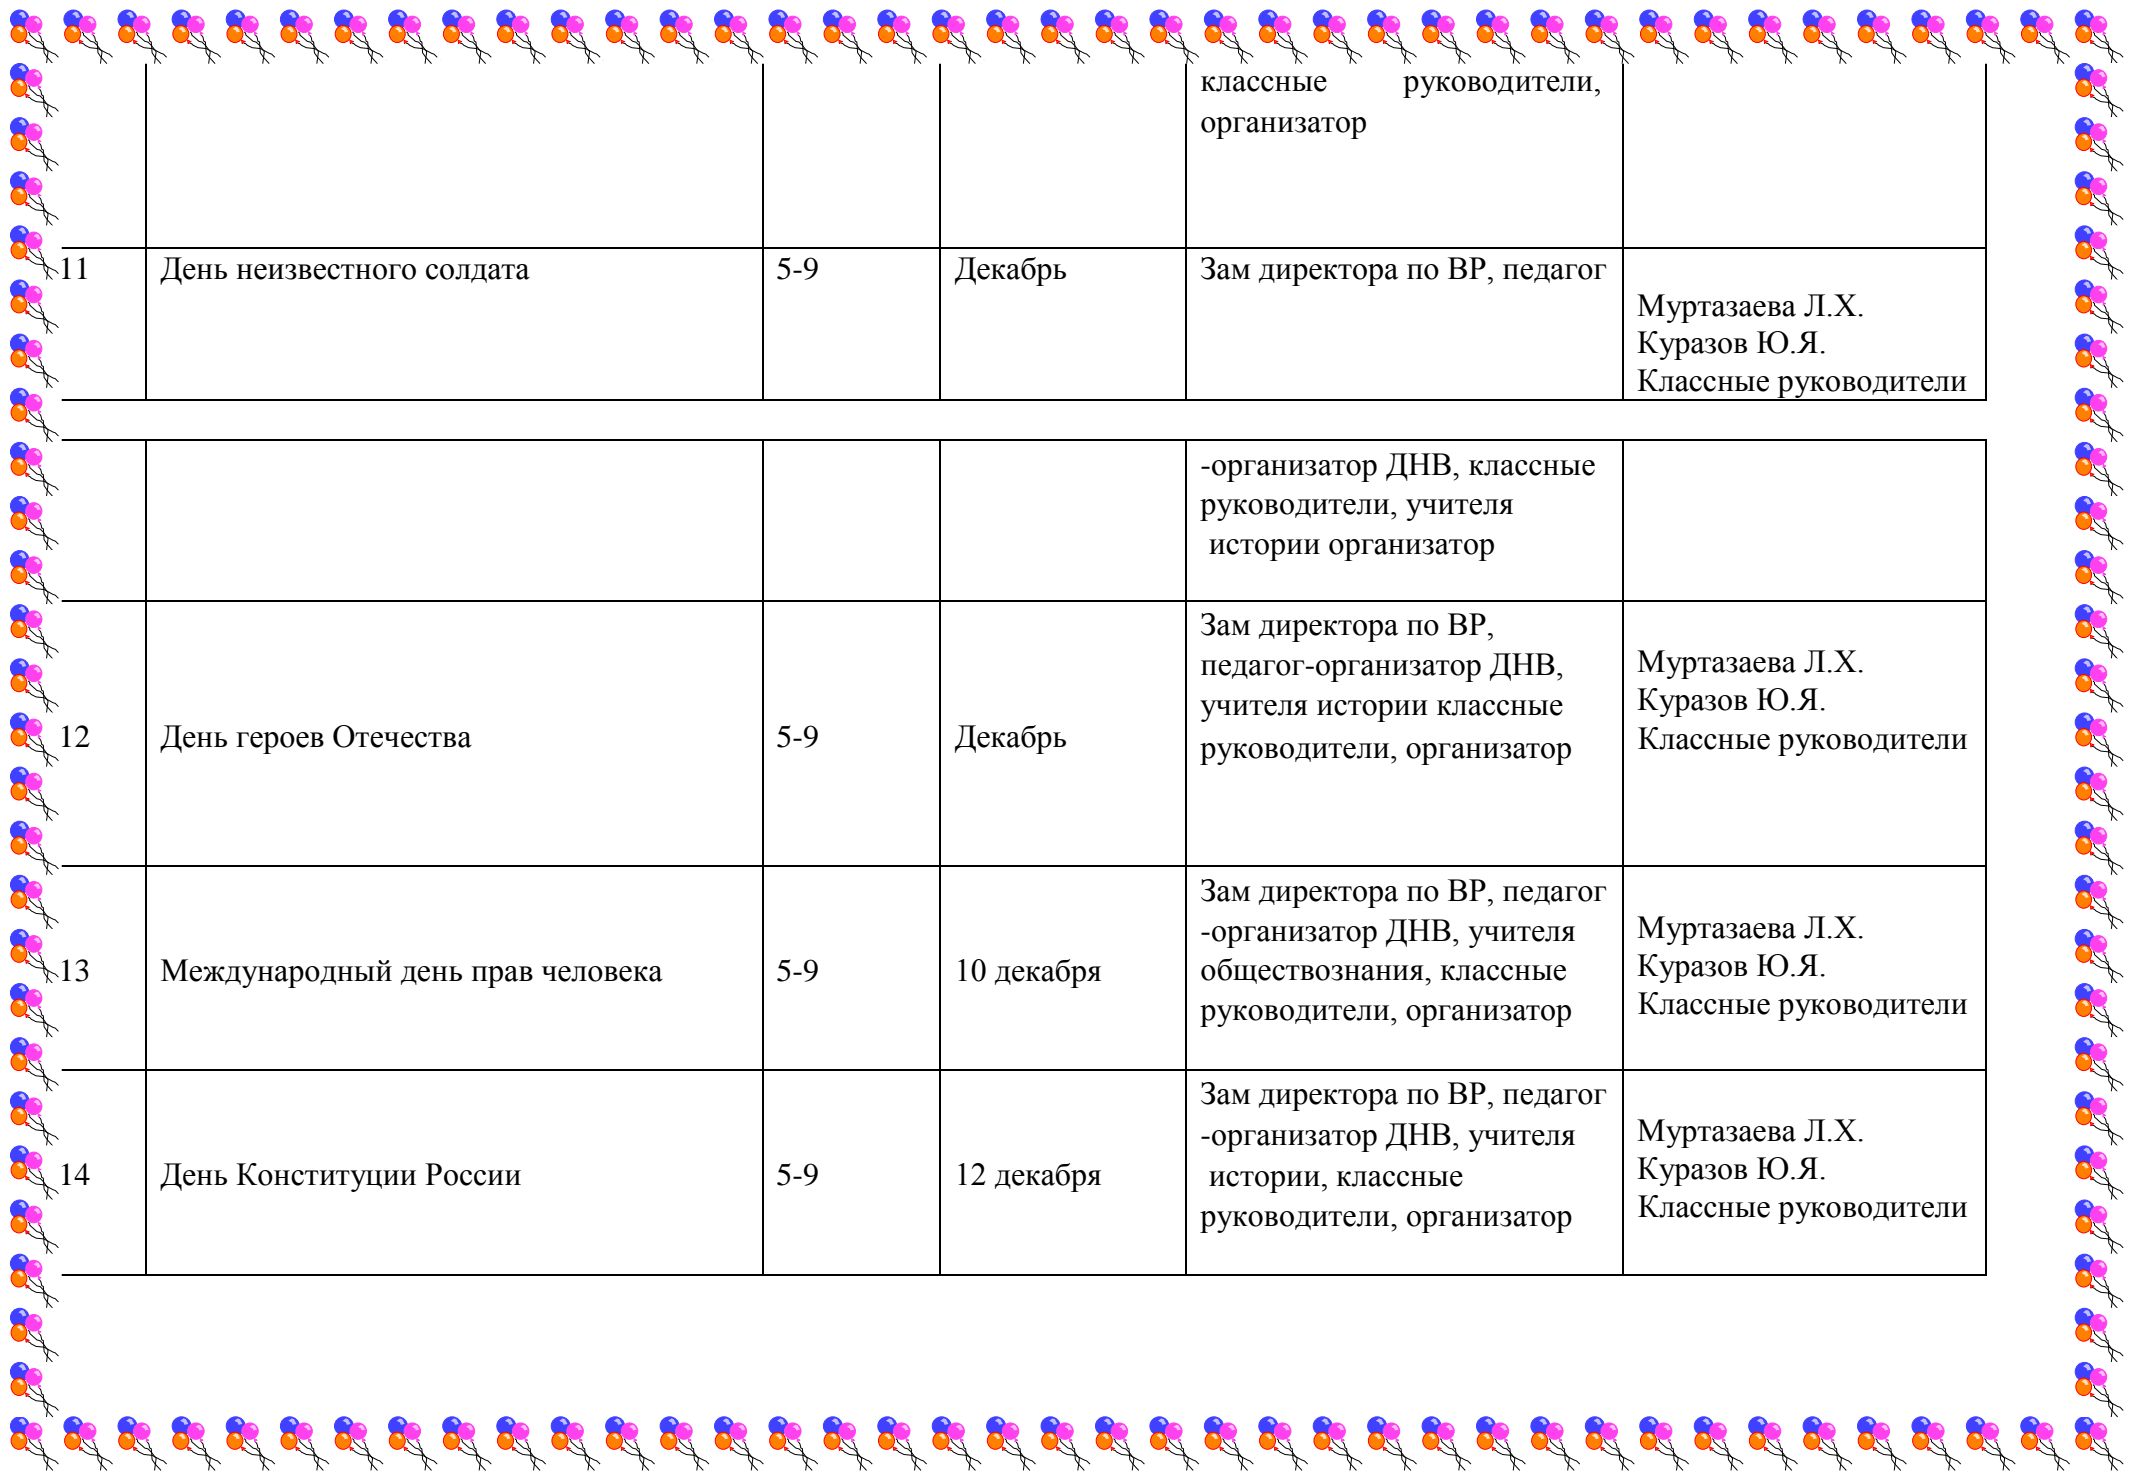 классные руководители,
организатор
11 День неизвестного солдата 5-9 Декабрь Зам директора по ВР, педагог
Муртазаева Л.Х.
Куразов Ю.Я.
Классные руководители
-организатор ДНВ, классные
руководители, учителя
истории организатор
12 День героев Отечества 5-9 Декабрь
Зам директора по ВР,
педагог-организатор ДНВ,
учителя истории классные
руководители, организатор
Муртазаева Л.Х.
Куразов Ю.Я.
Классные руководители
13 Международный день прав человека 5-9 10 декабря
Зам директора по ВР, педагог
-организатор ДНВ, учителя
обществознания, классные
руководители, организатор
Муртазаева Л.Х.
Куразов Ю.Я.
Классные руководители
14 День Конституции России 5-9 12 декабря
Зам директора по ВР, педагог
-организатор ДНВ, учителя
истории, классные
руководители, организатор
Муртазаева Л.Х.
Куразов Ю.Я.
Классные руководители